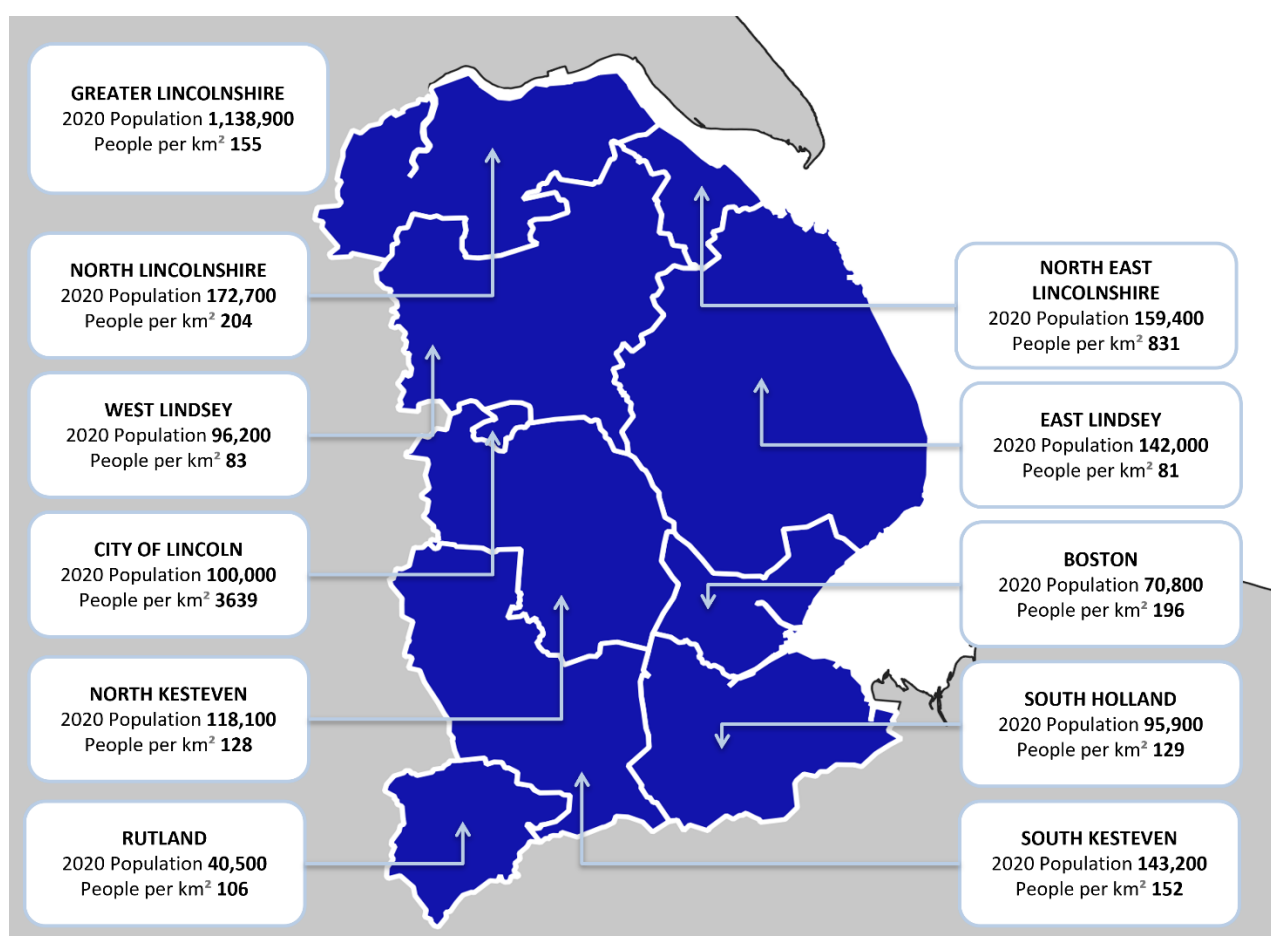 GREATER LINCOLNSHIRE
2020 Population 1,138,900
People per km² 155
NORTH LINCOLNSHIRE
2020 Population 172,700
People per km² 204
WEST LINDSEY
2020 Population 96,200
People per km² 83
CITY OF LINCOLN
2020 Population 100,000
People per km² 3639
NORTH KESTEVEN
2020 Population 118,100
People per km² 128
RUTLAND
2020 Population 40,500
People per km² 106
NORTH EAST
LINCOLNSHIRE
2020 Population 159,400
People per km² 831
EAST LINDSEY
2020 Population 142,000
People per km² 81
BOSTON
2020 Population 70,800
People per km² 196
SOUTH HOLLAND
2020 Population 95,900
People per km² 129
SOUTH KESTEVEN
2020 Population 143,200
People per km² 152